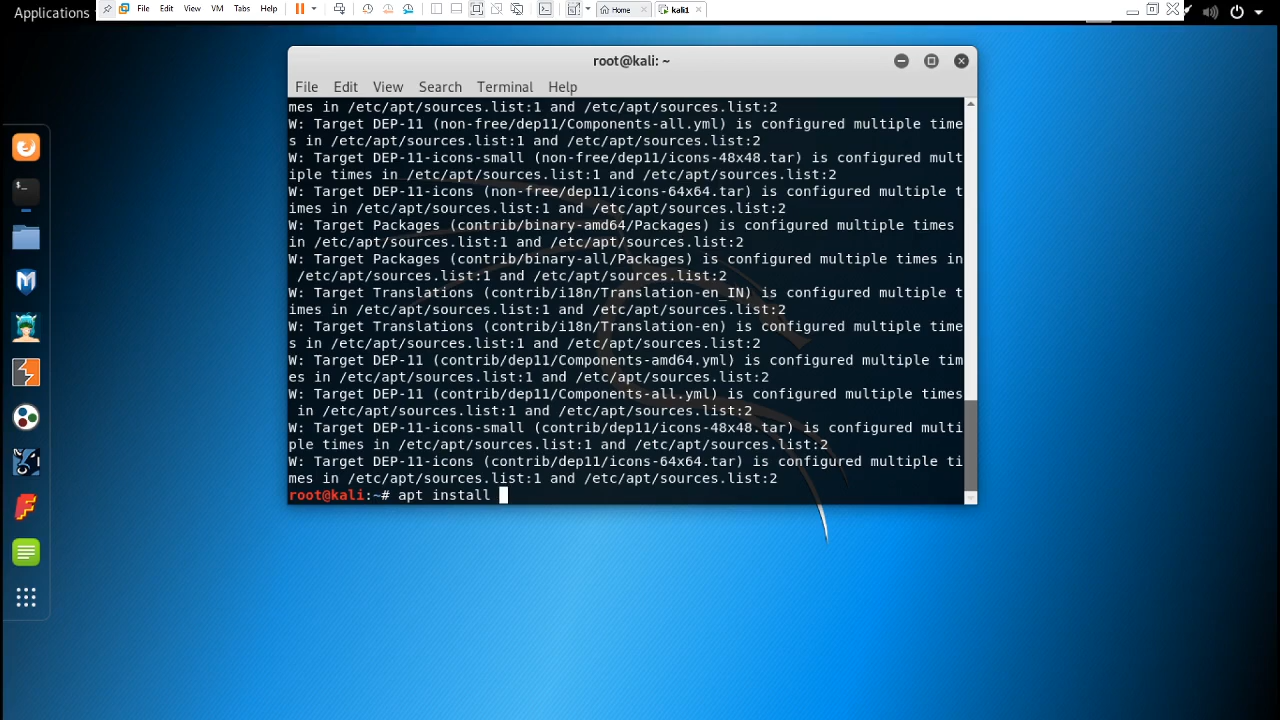 Applications
File Edit View VM Tabs Help
Home
kali1
root@kali: ~
File Edit View Search Terminal Help
mes in /etc/apt/sources.list:1 and /etc/apt/sources.list:2
W: Target DEP-11 (non-free/dep11/Components-all.yml) is configured multiple time
s in /etc/apt/sources.list:1 and /etc/apt/sources.list:2
W: Target DEP-11-icons-small (non-free/dep11/icons-48x48.tar) is configured mult
iple times in /etc/apt/sources.list:1 and /etc/apt/sources.list:2
W: Target DEP-11-icons (non-free/dep11/icons-64x64.tar) is configured multiple t
imes in /etc/apt/sources.list:1 and /etc/apt/sources.list:2
W: Target Packages (contrib/binary-amd64/Packages) is configured multiple times
in /etc/apt/sources.list:1 and /etc/apt/sources.list:2
W: Target Packages (contrib/binary-all/Packages) is configured multiple times in
/etc/apt/sources.list:1 and /etc/apt/sources.list:2
W: Target Translations (contrib/i18n/Translation-en_IN) is configured multiple t
imes in /etc/apt/sources.list:1 and /etc/apt/sources.list:2
W: Target Translations (contrib/i18n/Translation-en) is configured multiple time
s in /etc/apt/sources.list:1 and /etc/apt/sources.list:2
W: Target DEP-11 (contrib/dep11/Components-amd64.yml) is configured multiple tim
es in /etc/apt/sources.list:1 and /etc/apt/sources.list:2
W: Target DEP-11 (contrib/dep11/Components-all.yml) is configured multiple times
in /etc/apt/sources.list:1 and /etc/apt/sources.list:2
W: Target DEP-11-icons-small (contrib/dep11/icons-48x48.tar) is configured multi
ple times in /etc/apt/sources.list:1 and /etc/apt/sources.list:2
W: Target DEP-11-icons (contrib/dep11/icons-64x64.tar) is configured multiple ti
mes in /etc/apt/sources.list:1 and /etc/apt/sources.list:2
root@kali:~# apt install